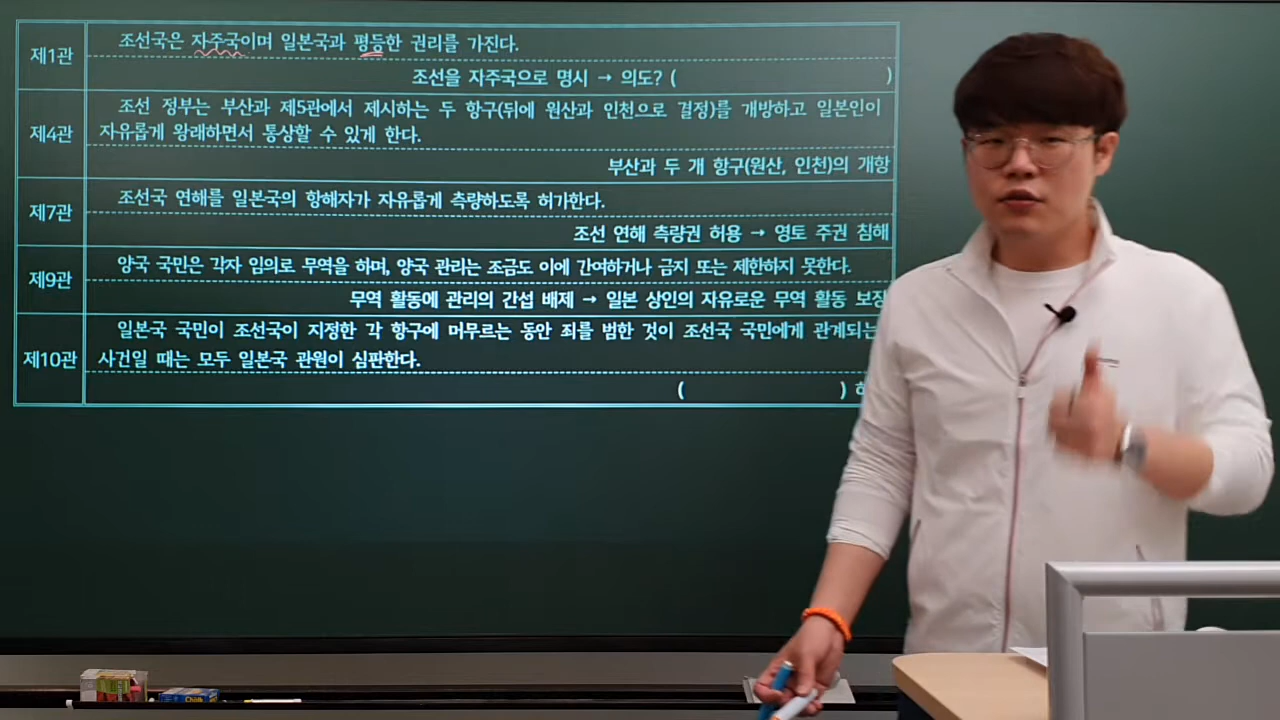 제1관
조선국은 자주국이며 일본국과 평등한 권리를 가진다.
조선을 자주국으로 명시 → 의도? ( )
제4관
조선 정부는 부산과 제5관에서 제시하는 두 항구(뒤에 원산과 인천으로 결정)를 개방하고 일본인이
자유롭게 왕래하면서 통상할 수 있게 한다.
부산과 두 개 항구(원산, 인천)의 개항
제7관
조선국 연해를 일본국의 항해자가 자유롭게 측량하도록 허가한다.
조선 연해 측량권 허용 → 영토 주권 침해
제9관
양국 국민은 각자 임의로 무역을 하며, 양국 관리는 조금도 이에 간여하거나 금지 또는 제한하지 못한다.
무역 활동에 관리의 간섭 배제 → 일본 상인의 자유로운 무역 활동 보장
제10관
일본국 국민이 조선국이 지정한 각 항구에 머무르는 동안 죄를 범한 것이 조선국 국민에게 관계되는
사건일 때는 모두 일본국 관원이 심판한다.
( )